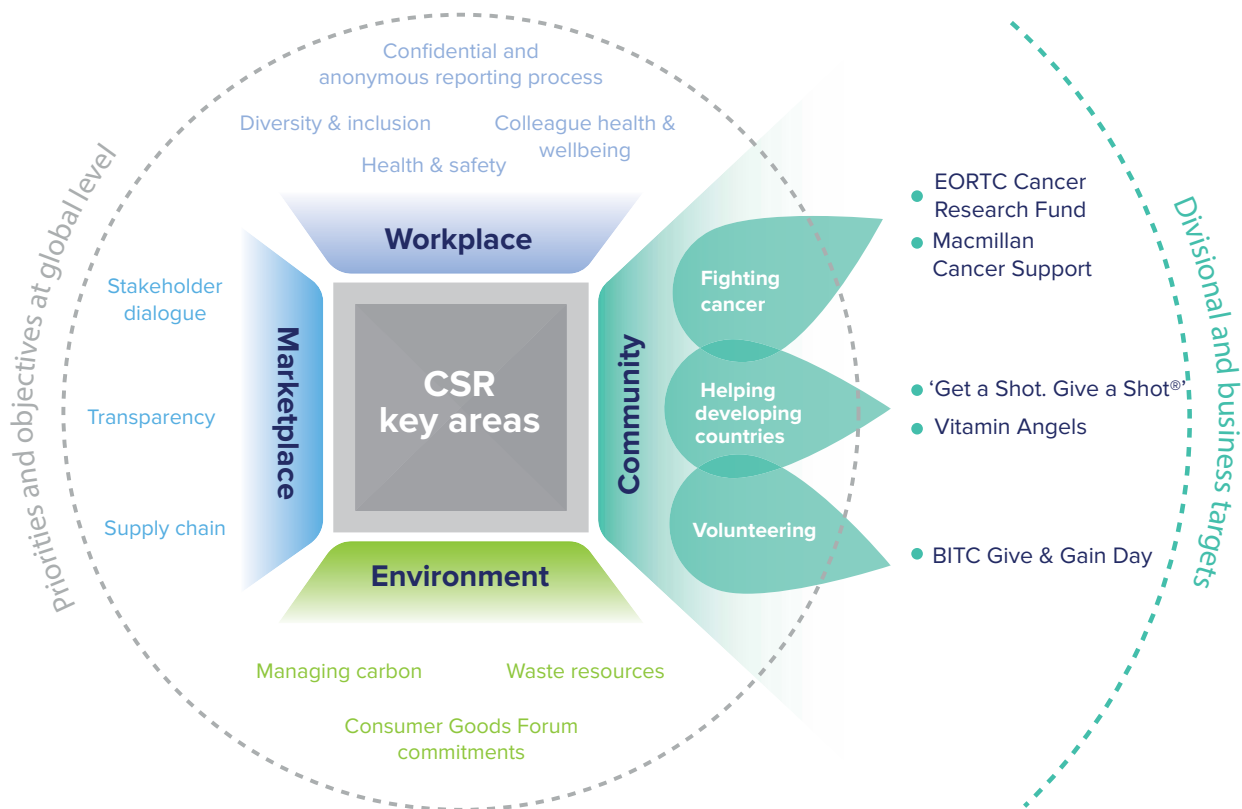 Confidential and
anonymous reporting process
Diversity & inclusion
Colleague health &
wellbeing
Health & safety
Priorities and objectives at global level
Workplace
Stakeholder
dialogue
Transparency
Supply chain
Marketplace
CSR
key areas
Community
Environment
Managing carbon
Waste resources
Consumer Goods Forum
commitments
Fighting
cancer
Helping
developing
countries
Volunteering
EORTC Cancer
Research Fund
Macmillan
Cancer Support
‘Get a Shot. Give a Shot®’
Vitamin Angels
BITC Give & Gain Day
Divisional and business targets